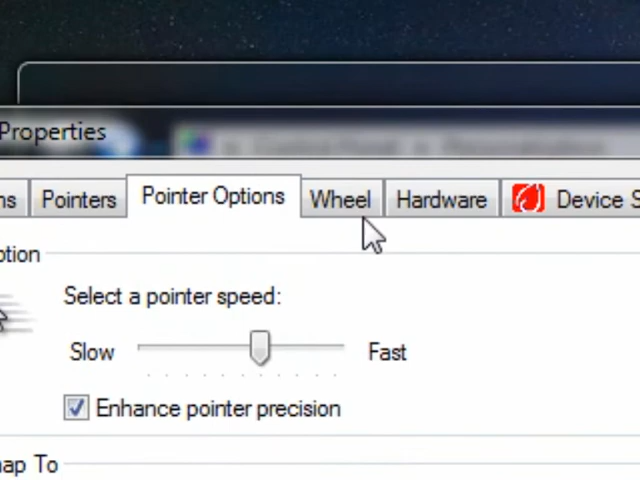 Properties
ns Pointers Pointer Options Wheel Hardware Device S
otion
Select a pointer speed:
Slow Fast
Enhance pointer precision
nap To